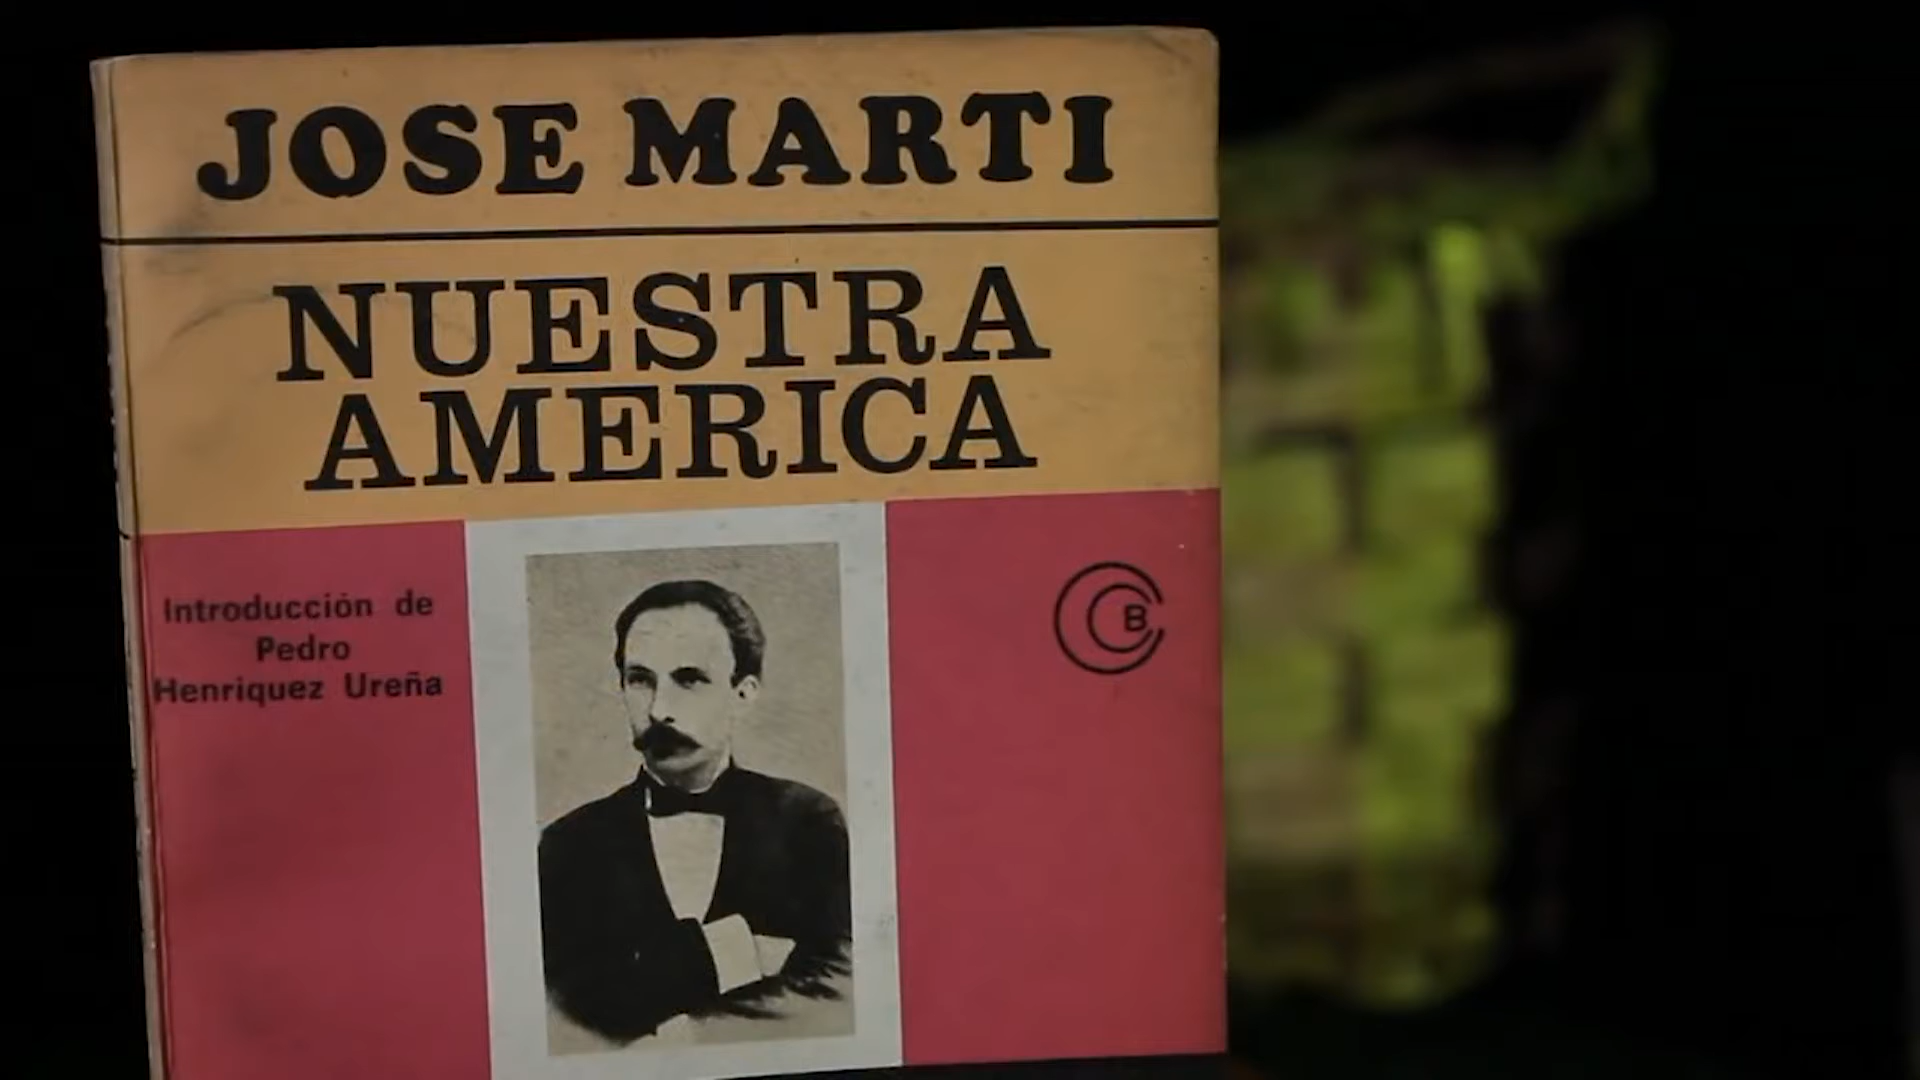 JOSE MARTI
NUESTRA
AMERICA
Introducción de
Pedro
Henriquez Ureña
B